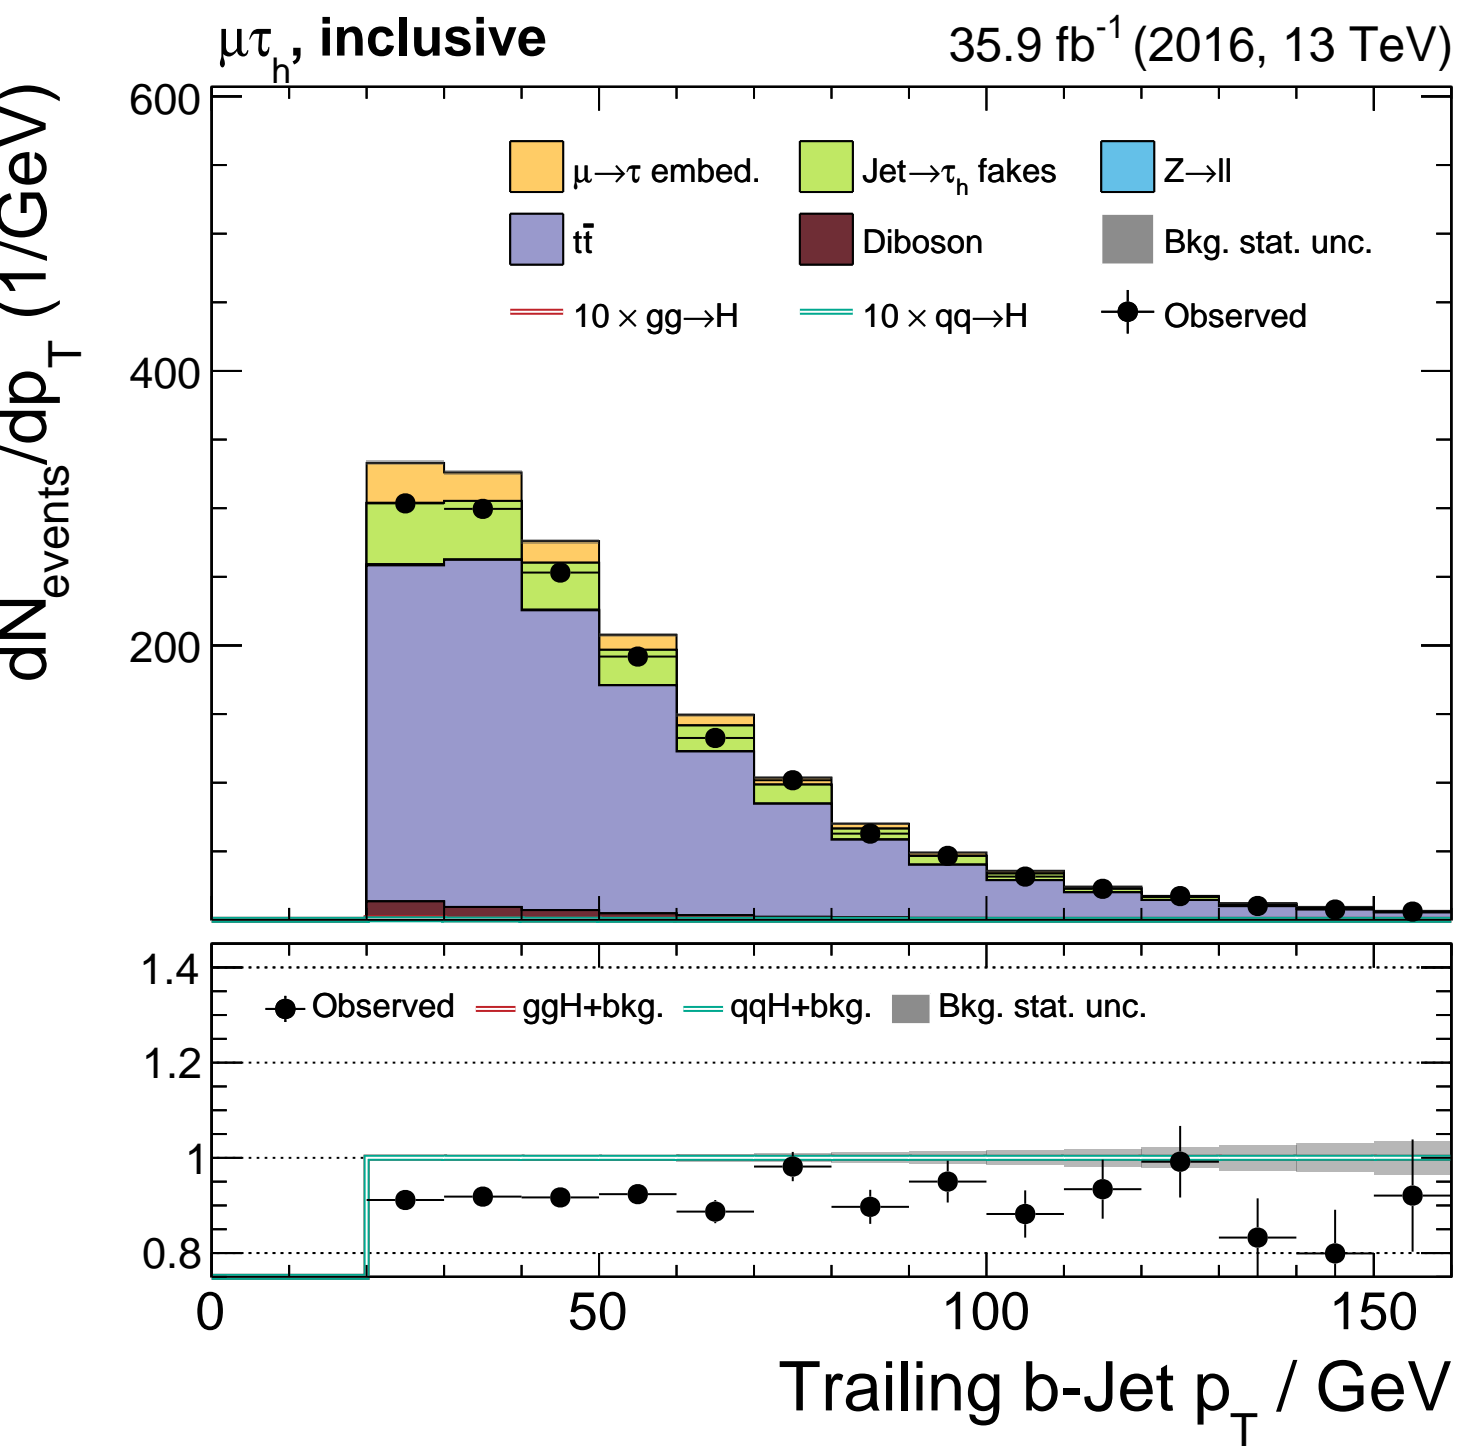 μτh, inclusive
35.9 fb-1 (2016, 13 TeV)
dNevents/dpT (1/GeV)
600
400
200
μ→τ embed.
Jet→τh fakes
Z→ll
tt̄
Diboson
Bkg. stat. unc.
10 × gg→H
10 × qq→H
Observed
1.4
1.2
1
0.8
Observed
ggH+bkg.
qqH+bkg.
Bkg. stat. unc.
0
50
100
150
Trailing b-Jet pT / GeV